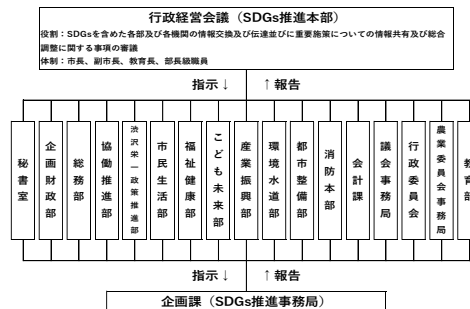 行政経営会議（SDGs推進本部）
役割：SDGsを含めた各部及び各機関の情報交換及び伝達並びに重要施策についての情報共有及び総合
調整に関する事項の審議
体制：市長、副市長、教育長、部長級職員
指示↓ ↑報告
秘書室
企画財政部
総務部
協働推進部
渋沢栄一政策推進部
市民生活部
福祉健康部
こども未来部
産業振興部
環境水道部
都市整備部
消防本部
会計課
議会事務局
行政委員会
農業委員会事務局
教育部
指示↓ ↑報告
企画課（SDGs推進事務局）